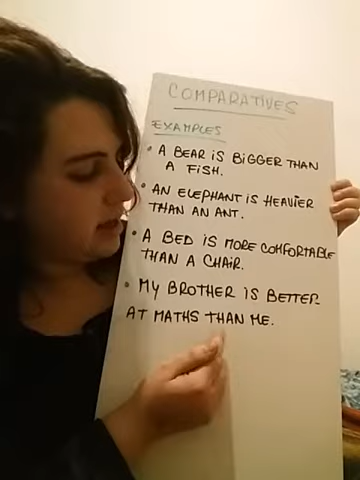 COMPARATIVES
EXAMPLES
• A BEAR IS BIGGER THAN
A FISH.
• AN ELEPHANT IS HEAVIER
THAN AN ANT.
• A BED IS MORE COMFORTABLE
THAN A CHAIR.
• MY BROTHER IS BETTER
AT MATHS THAN ME.